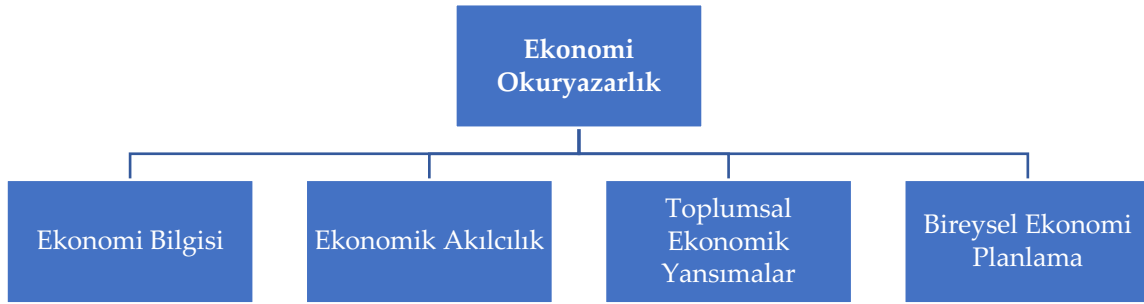 Ekonomi
Okuryazarlık
Ekonomi Bilgisi
Ekonomik Akılcılık
Toplumsal
Ekonomik
Yansımalar
Bireysel Ekonomi
Planlama